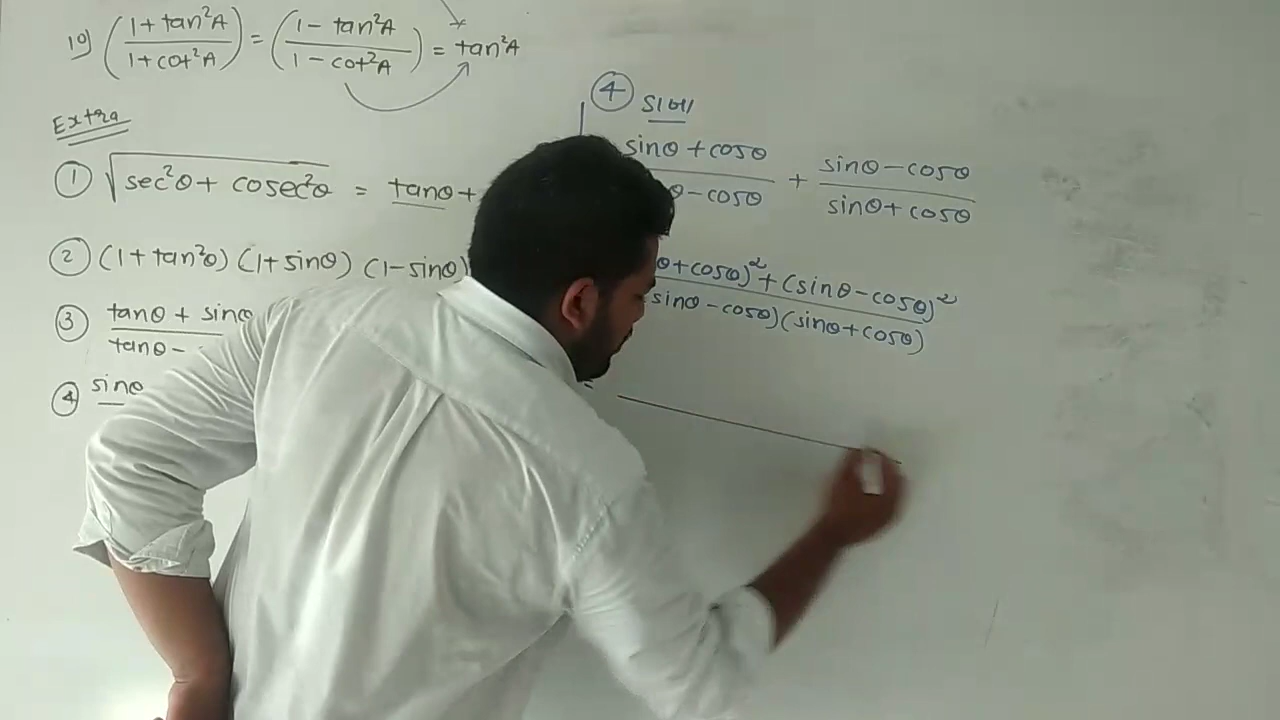 10) (1 + tan²A / 1 + cot²A) = (1 - tan²A / 1 - cot²A) = tan²A
Extra
① √sec²θ + cosec²θ = tanθ +
② (1 + tan²θ) (1 + sinθ) (1 - sinθ)
③ tanθ + sinθ
tanθ -
④ sinθ
④
sinθ + cosθ / θ - cosθ + sinθ - cosθ / sinθ + cosθ
θ + cosθ)² + (sinθ - cosθ)²
sinθ - cosθ) (sinθ + cosθ)
=